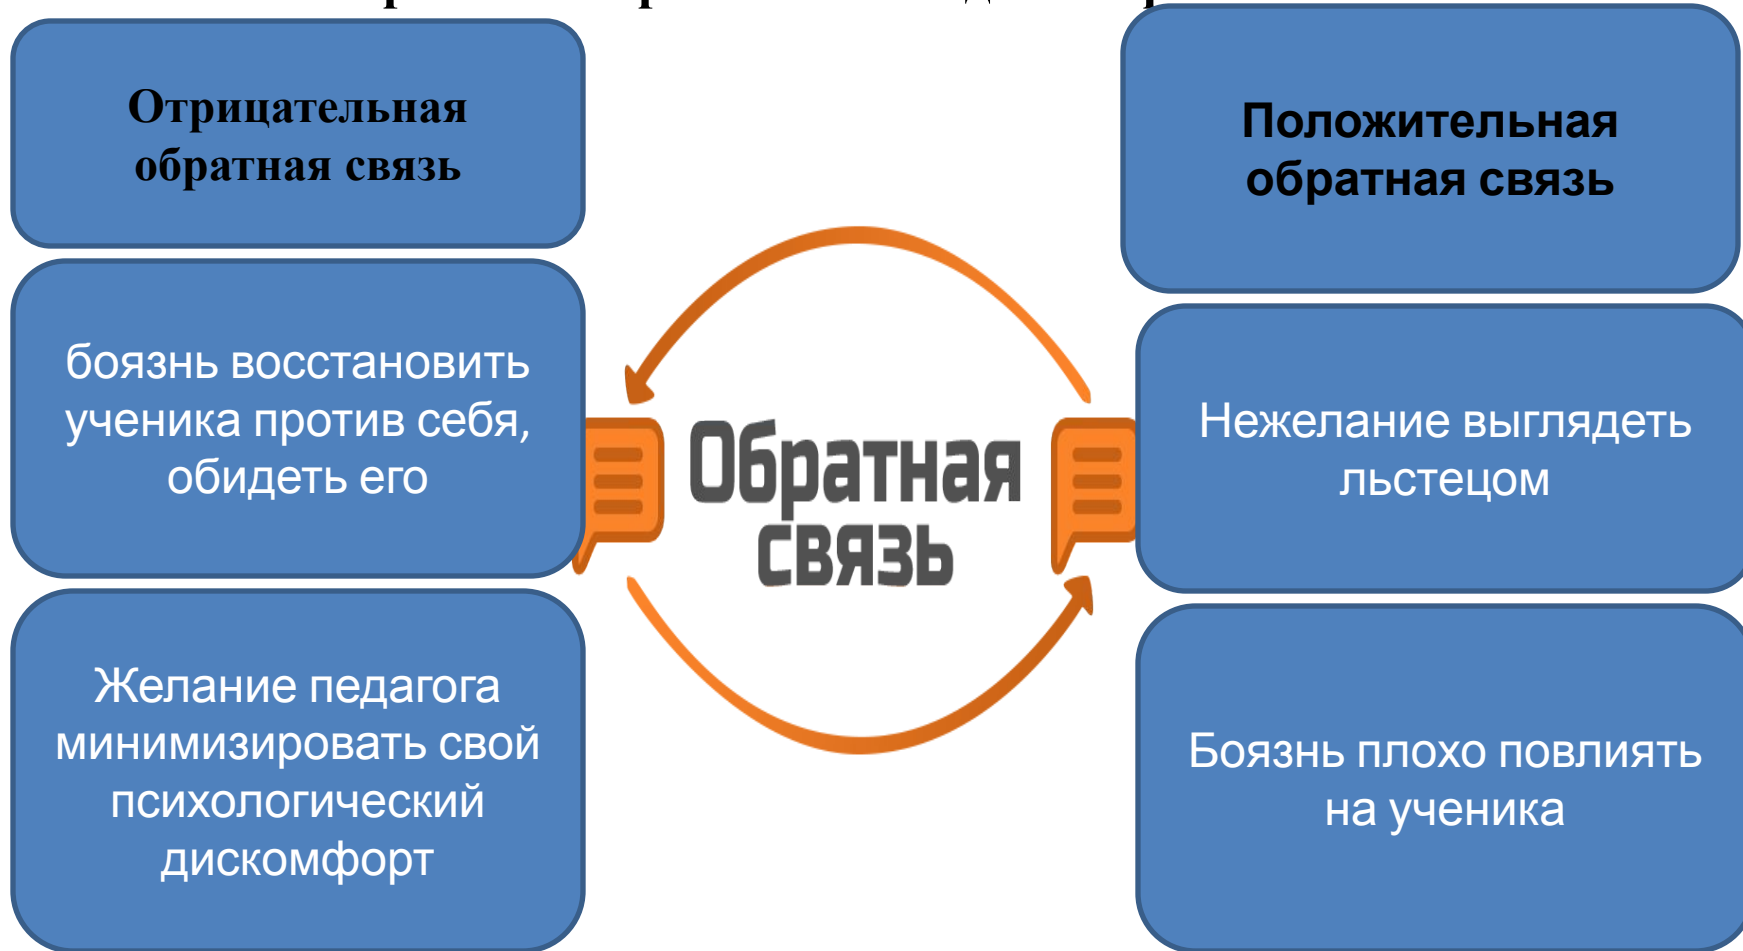 Отрицательная
обратная связь
боязнь восстановить
ученика против себя,
обидеть его
Желание педагога
минимизировать свой
психологический
дискомфорт
Обратная
связь
Положительная
обратная связь
Нежелание выглядеть
льстецом
Боязнь плохо повлиять
на ученика